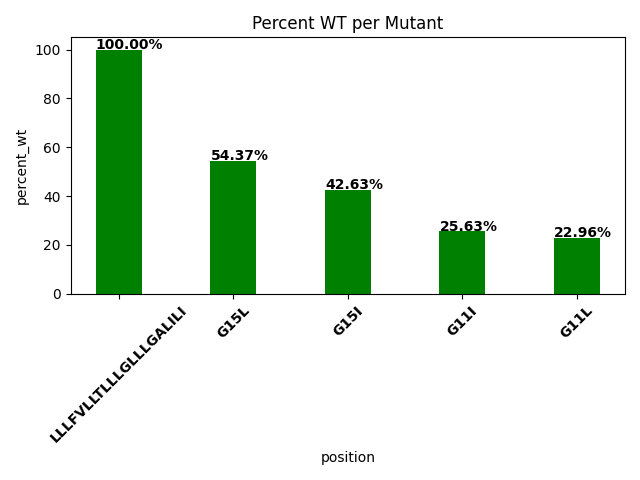 Percent WT per Mutant
percent_wt
100
80
60
40
20
0
100.00%
54.37%
42.63%
25.63%
22.96%
LLLFVLLTLLLGLLLGALILI
G15L
G15I
G11I
G11L
position